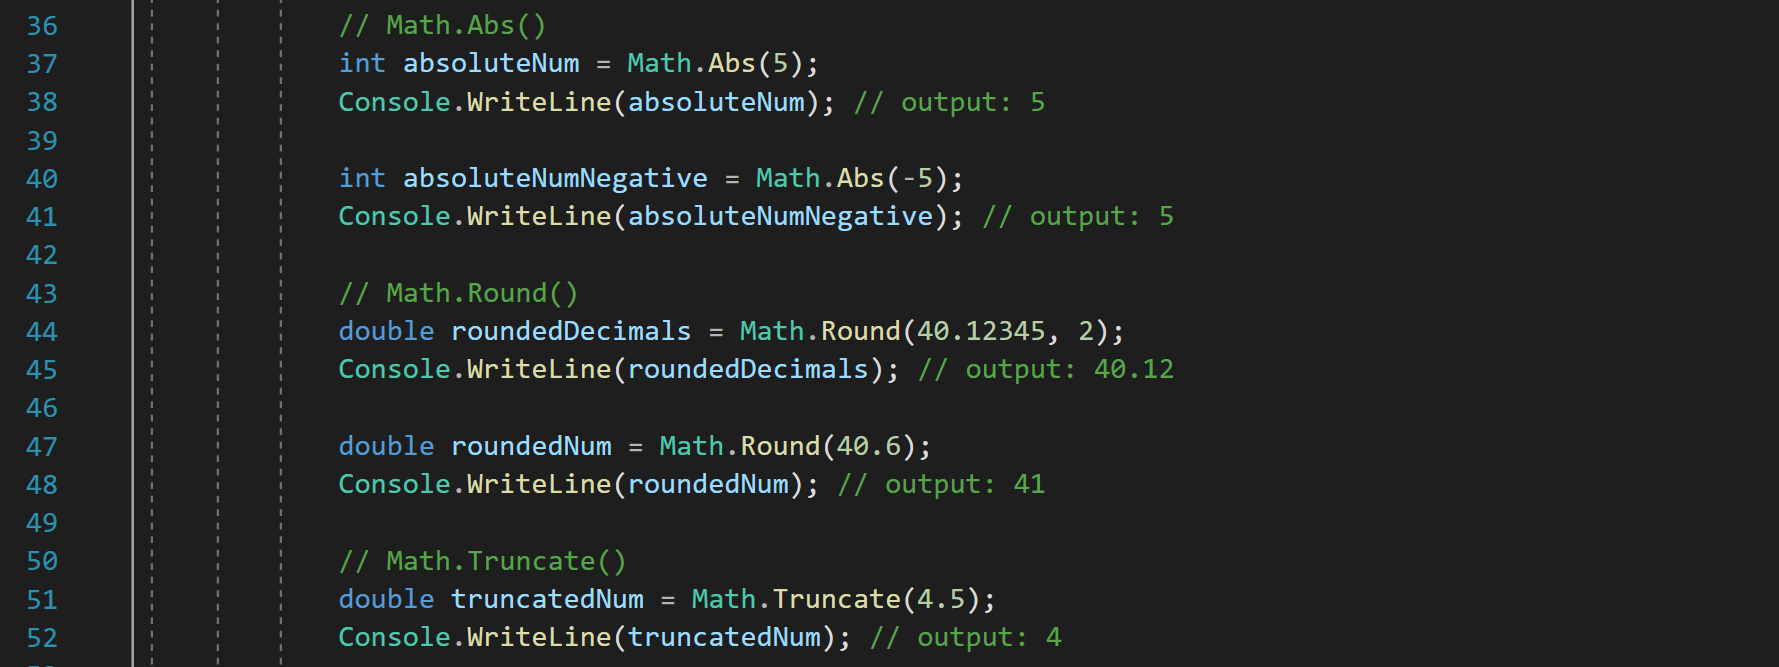 36 // Math.Abs()
37 int absoluteNum = Math.Abs(5);
38 Console.WriteLine(absoluteNum); // output: 5
39
40 int absoluteNumNegative = Math.Abs(-5);
41 Console.WriteLine(absoluteNumNegative); // output: 5
42
43 // Math.Round()
44 double roundedDecimals = Math.Round(40.12345, 2);
45 Console.WriteLine(roundedDecimals); // output: 40.12
46
47 double roundedNum = Math.Round(40.6);
48 Console.WriteLine(roundedNum); // output: 41
49
50 // Math.Truncate()
51 double truncatedNum = Math.Truncate(4.5);
52 Console.WriteLine(truncatedNum); // output: 4